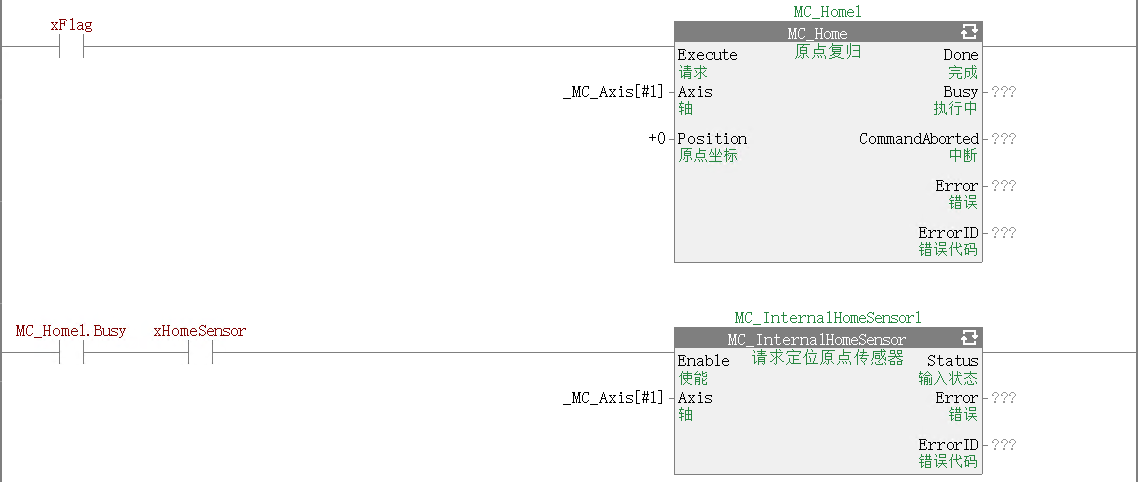 MC_Home1
xFlag
MC_Home
原点复归
Execute Done
请求 完成
_MC_Axis[#1] Axis Busy ???
轴 执行中
+0 Position CommandAborted ???
原点坐标 中断
Error ???
错误
ErrorID ???
错误代码
MC_InternalHomeSensor1
MC_Home1.Busy xHomeSensor
MC_InternalHomeSensor
请求定位原点传感器
Enable Status
使能 输入状态
_MC_Axis[#1] Axis Error ???
轴 错误
ErrorID ???
错误代码